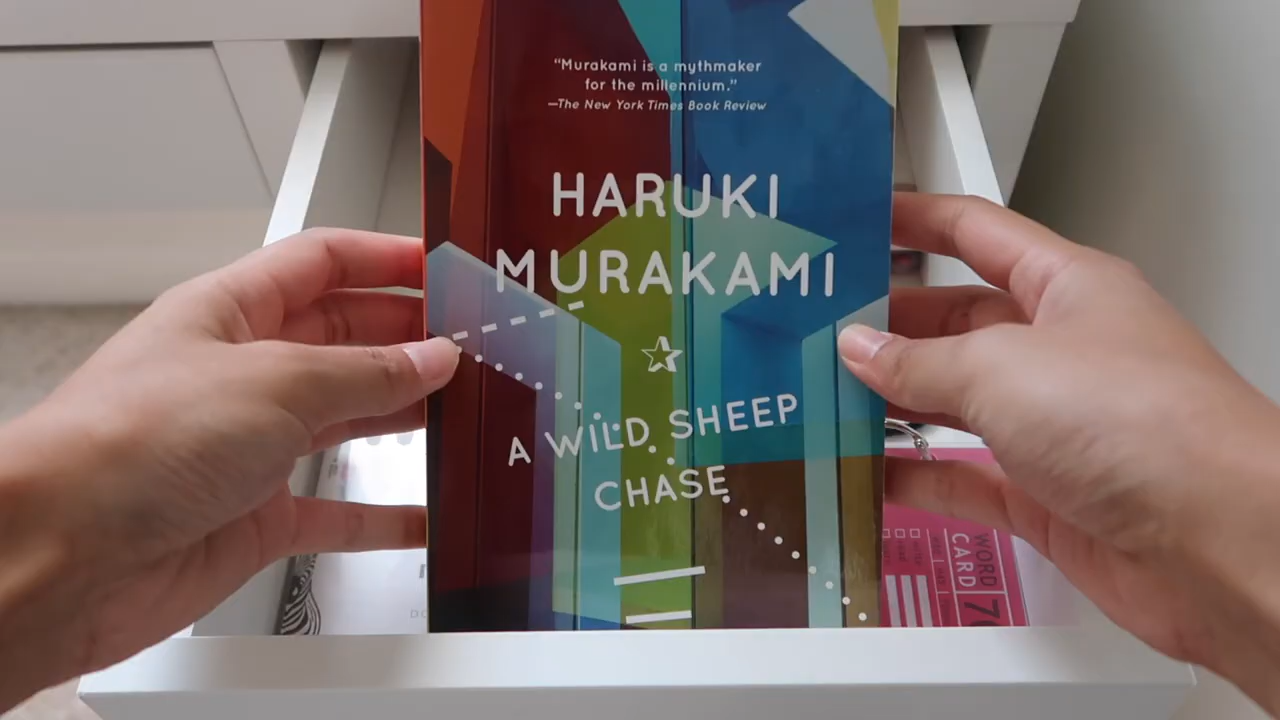 “Murakami is a mythmaker
for the millennium.”
—The New York Times Book Review
HARUKI
MURAKAMI
A WILD SHEEP
CHASE
WORD
CARD